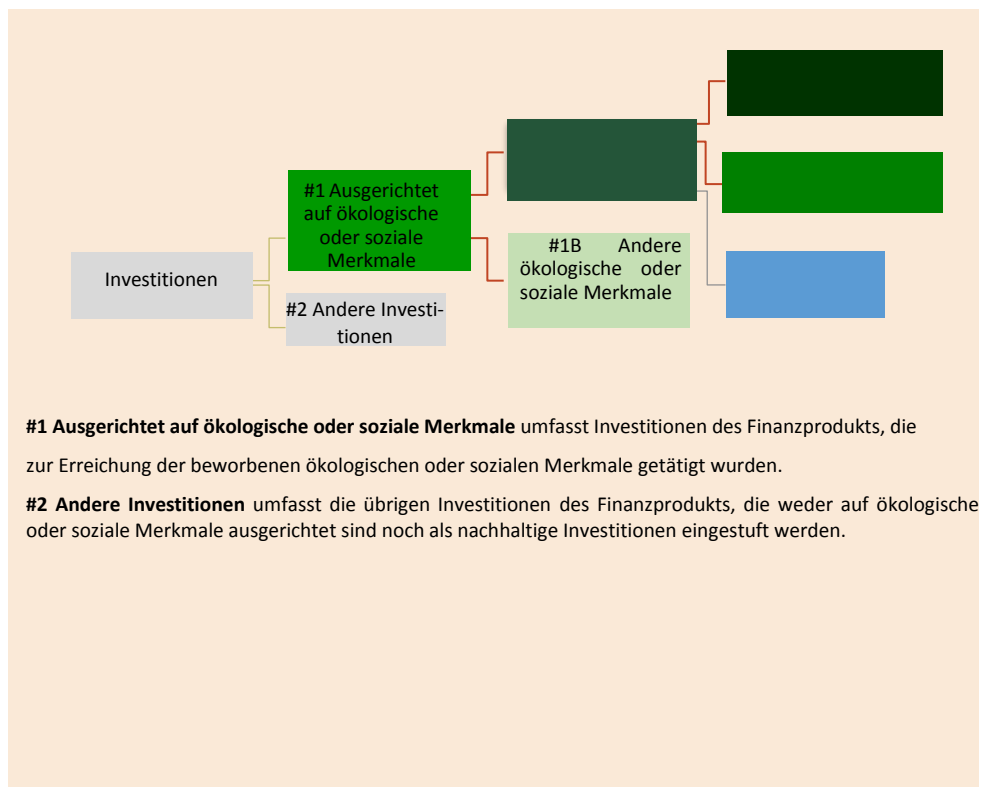 Investitionen
#1 Ausgerichtet
auf ökologische
oder soziale
Merkmale
#2 Andere Investi-
tionen
#1B Andere
ökologische oder
soziale Merkmale
#1 Ausgerichtet auf ökologische oder soziale Merkmale umfasst Investitionen des Finanzprodukts, die
zur Erreichung der beworbenen ökologischen oder sozialen Merkmale getätigt wurden.
#2 Andere Investitionen umfasst die übrigen Investitionen des Finanzprodukts, die weder auf ökologische
oder soziale Merkmale ausgerichtet sind noch als nachhaltige Investitionen eingestuft werden.